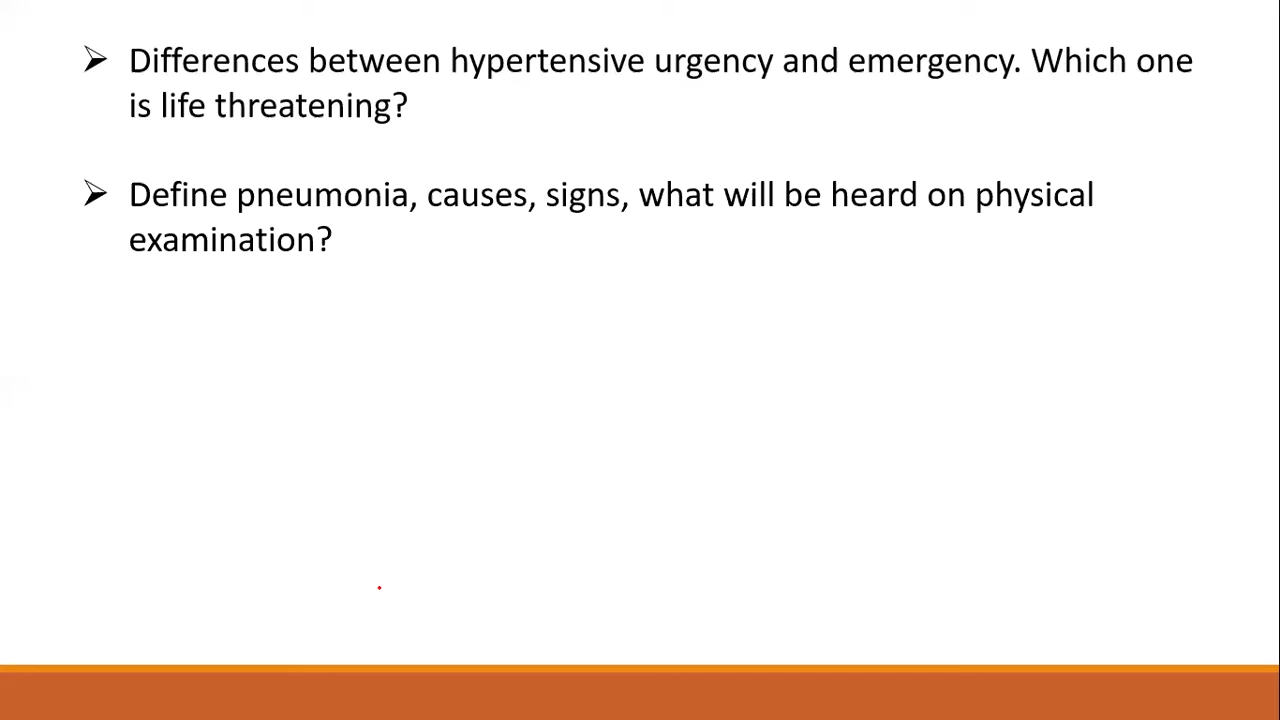 ➢ Differences between hypertensive urgency and emergency. Which one
is life threatening?
➢ Define pneumonia, causes, signs, what will be heard on physical
examination?